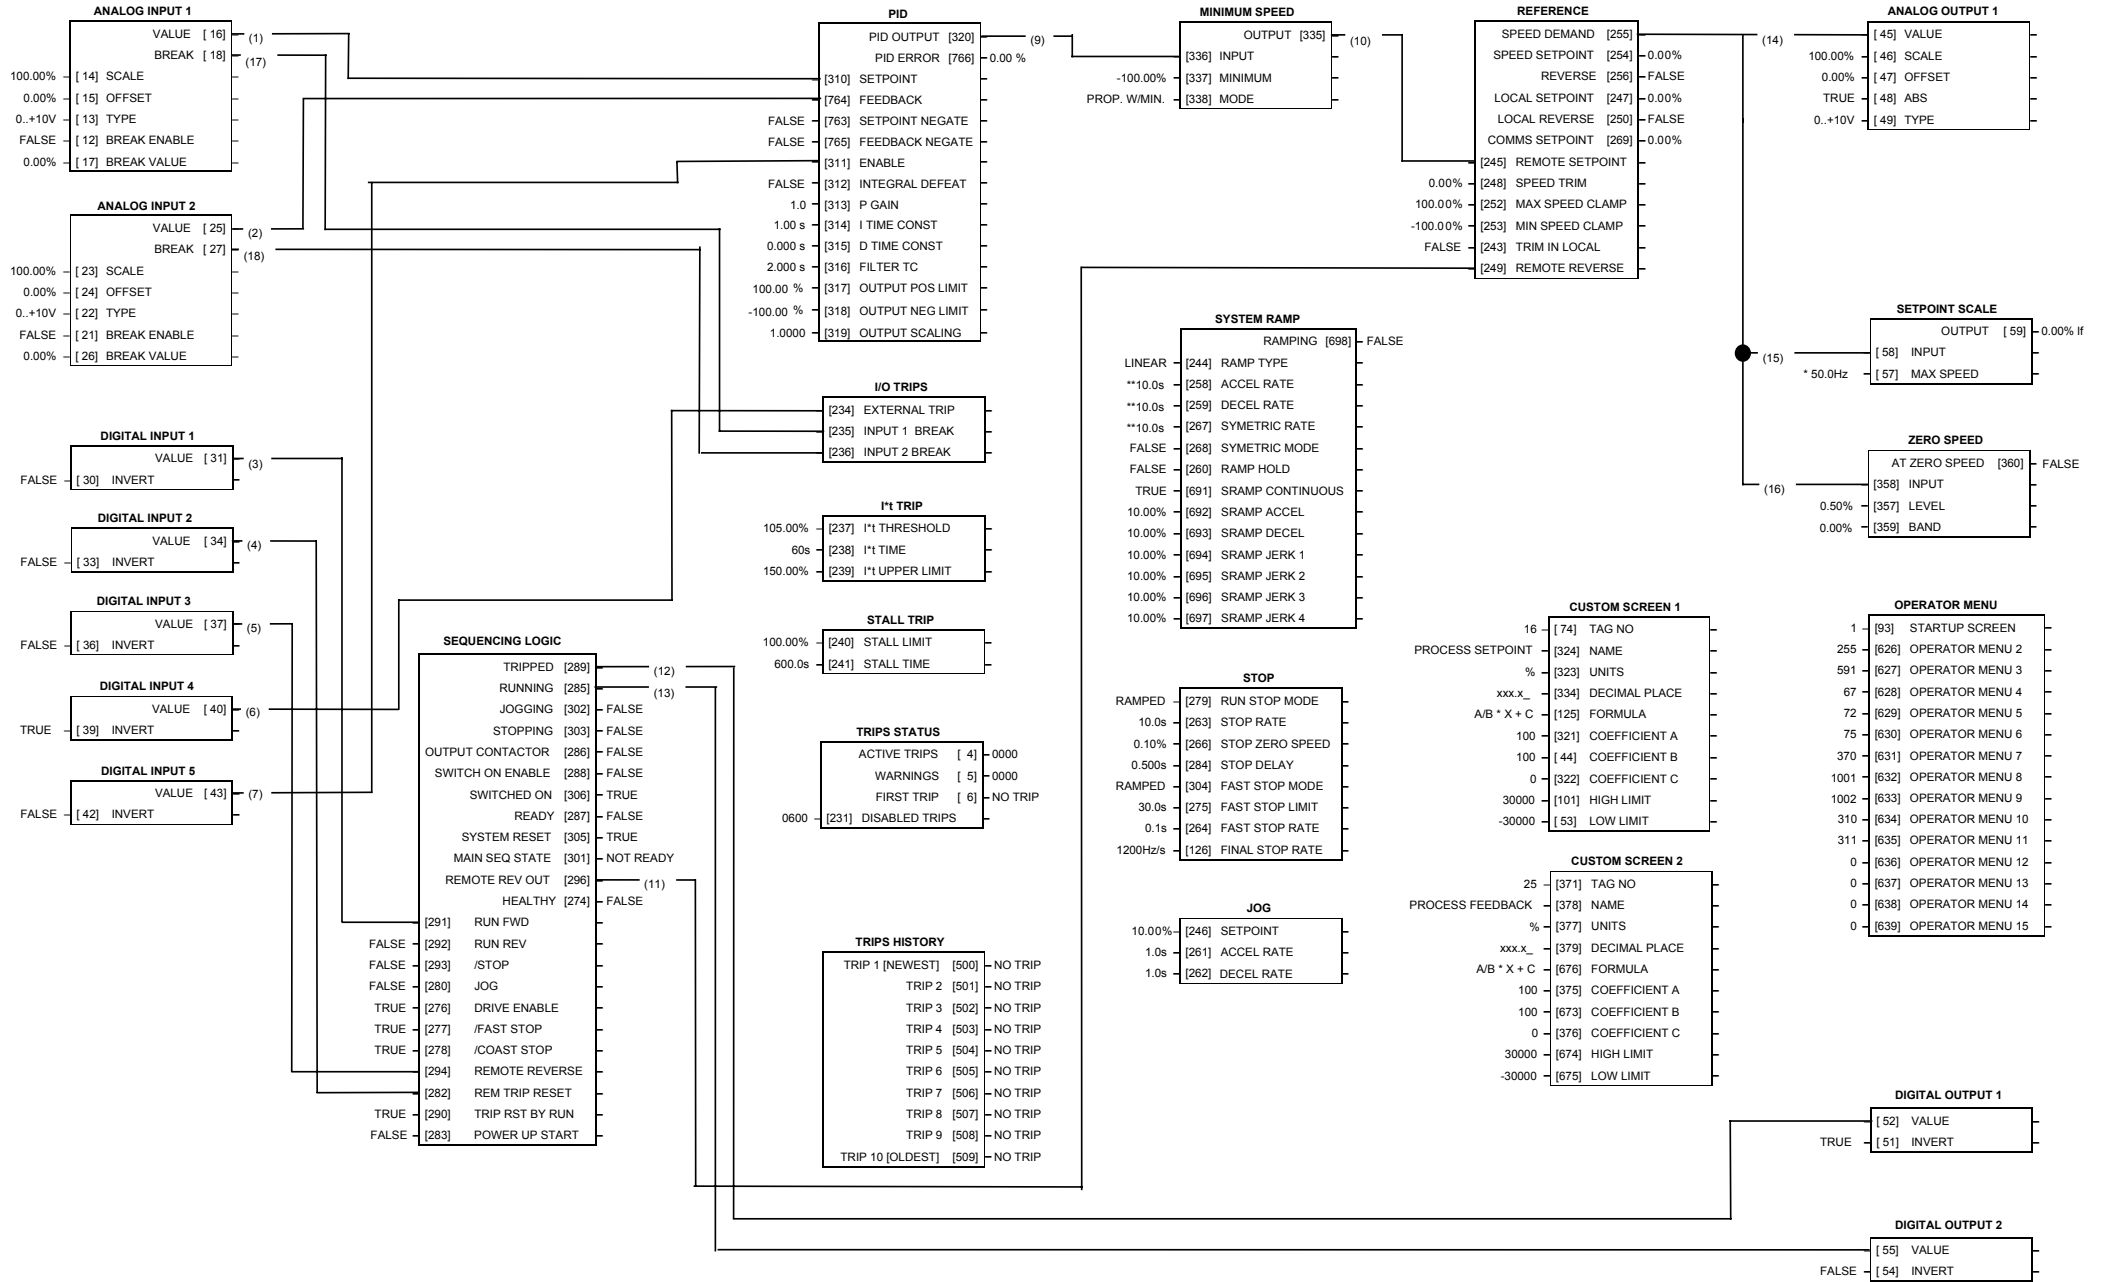 ANALOG INPUT 1
VALUE [ 16] (1)
BREAK [ 18] (17)
100.00% [ 14] SCALE
0.00% [ 15] OFFSET
0..+10V [ 13] TYPE
FALSE [ 12] BREAK ENABLE
0.00% [ 17] BREAK VALUE
ANALOG INPUT 2
VALUE [ 25] (2)
BREAK [ 27] (18)
100.00% [ 23] SCALE
0.00% [ 24] OFFSET
0..+10V [ 22] TYPE
FALSE [ 21] BREAK ENABLE
0.00% [ 26] BREAK VALUE
DIGITAL INPUT 1
VALUE [ 31] (3)
FALSE [ 30] INVERT
DIGITAL INPUT 2
VALUE [ 34] (4)
FALSE [ 33] INVERT
DIGITAL INPUT 3
VALUE [ 37] (5)
FALSE [ 36] INVERT
DIGITAL INPUT 4
VALUE [ 40] (6)
TRUE [ 39] INVERT
DIGITAL INPUT 5
VALUE [ 43] (7)
FALSE [ 42] INVERT
SEQUENCING LOGIC
TRIPPED [289] (12)
RUNNING [285] (13)
JOGGING [302] FALSE
STOPPING [303] FALSE
OUTPUT CONTACTOR [286] FALSE
SWITCH ON ENABLE [288] FALSE
SWITCHED ON [306] TRUE
READY [287] FALSE
SYSTEM RESET [305] TRUE
MAIN SEQ STATE [301] NOT READY
REMOTE REV OUT [296] (11)
HEALTHY [274] FALSE
[291] RUN FWD
FALSE [292] RUN REV
FALSE [293] /STOP
FALSE [280] JOG
TRUE [276] DRIVE ENABLE
TRUE [277] /FAST STOP
TRUE [278] /COAST STOP
[294] REMOTE REVERSE
[282] REM TRIP RESET
TRUE [290] TRIP RST BY RUN
FALSE [283] POWER UP START
PID
PID OUTPUT [320] (9)
PID ERROR [766] 0.00 %
[310] SETPOINT
[764] FEEDBACK
FALSE [763] SETPOINT NEGATE
FALSE [765] FEEDBACK NEGATE
[311] ENABLE
FALSE [312] INTEGRAL DEFEAT
1.0 [313] P GAIN
1.00 s [314] I TIME CONST
0.000 s [315] D TIME CONST
2.000 s [316] FILTER TC
100.00 % [317] OUTPUT POS LIMIT
-100.00 % [318] OUTPUT NEG LIMIT
1.0000 [319] OUTPUT SCALING
I/O TRIPS
[234] EXTERNAL TRIP
[235] INPUT 1 BREAK
[236] INPUT 2 BREAK
I*t TRIP
105.00% [237] I*t THRESHOLD
60s [238] I*t TIME
150.00% [239] I*t UPPER LIMIT
STALL TRIP
100.00% [240] STALL LIMIT
600.0s [241] STALL TIME
TRIPS STATUS
ACTIVE TRIPS [ 4] 0000
WARNINGS [ 5] 0000
FIRST TRIP [ 6] NO TRIP
0600 [231] DISABLED TRIPS
TRIPS HISTORY
TRIP 1 [NEWEST] [500] NO TRIP
TRIP 2 [501] NO TRIP
TRIP 3 [502] NO TRIP
TRIP 4 [503] NO TRIP
TRIP 5 [504] NO TRIP
TRIP 6 [505] NO TRIP
TRIP 7 [506] NO TRIP
TRIP 8 [507] NO TRIP
TRIP 9 [508] NO TRIP
TRIP 10 [OLDEST] [509] NO TRIP
MINIMUM SPEED
OUTPUT [335] (10)
[336] INPUT
-100.00% [337] MINIMUM
PROP. W/MIN. [338] MODE
SYSTEM RAMP
RAMPING [698] FALSE
LINEAR [244] RAMP TYPE
**10.0s [258] ACCEL RATE
**10.0s [259] DECEL RATE
**10.0s [267] SYMETRIC RATE
FALSE [268] SYMETRIC MODE
FALSE [260] RAMP HOLD
TRUE [691] SRAMP CONTINUOUS
10.00% [692] SRAMP ACCEL
10.00% [693] SRAMP DECEL
10.00% [694] SRAMP JERK 1
10.00% [695] SRAMP JERK 2
10.00% [696] SRAMP JERK 3
10.00% [697] SRAMP JERK 4
STOP
RAMPED [279] RUN STOP MODE
10.0s [263] STOP RATE
0.10% [266] STOP ZERO SPEED
0.500s [284] STOP DELAY
RAMPED [304] FAST STOP MODE
30.0s [275] FAST STOP LIMIT
0.1s [264] FAST STOP RATE
1200Hz/s [126] FINAL STOP RATE
JOG
10.00% [246] SETPOINT
1.0s [261] ACCEL RATE
1.0s [262] DECEL RATE
REFERENCE
SPEED DEMAND [255] (14)
SPEED SETPOINT [254] 0.00%
REVERSE [256] FALSE
LOCAL SETPOINT [247] 0.00%
LOCAL REVERSE [250] FALSE
COMMS SETPOINT [269] 0.00%
[245] REMOTE SETPOINT
0.00% [248] SPEED TRIM
100.00% [252] MAX SPEED CLAMP
-100.00% [253] MIN SPEED CLAMP
FALSE [243] TRIM IN LOCAL
[249] REMOTE REVERSE
CUSTOM SCREEN 1
16 [ 74] TAG NO
PROCESS SETPOINT [324] NAME
% [323] UNITS
xxx.x_ [334] DECIMAL PLACE
A/B * X + C [125] FORMULA
100 [321] COEFFICIENT A
100 [ 44] COEFFICIENT B
0 [322] COEFFICIENT C
30000 [101] HIGH LIMIT
-30000 [ 53] LOW LIMIT
CUSTOM SCREEN 2
25 [371] TAG NO
PROCESS FEEDBACK [378] NAME
% [377] UNITS
xxx.x_ [379] DECIMAL PLACE
A/B * X + C [676] FORMULA
100 [375] COEFFICIENT A
100 [673] COEFFICIENT B
0 [376] COEFFICIENT C
30000 [674] HIGH LIMIT
-30000 [675] LOW LIMIT
ANALOG OUTPUT 1
[ 45] VALUE
100.00% [ 46] SCALE
0.00% [ 47] OFFSET
TRUE [ 48] ABS
0..+10V [ 49] TYPE
SETPOINT SCALE
OUTPUT [ 59] 0.00% lf
(15) [ 58] INPUT
* 50.0Hz [ 57] MAX SPEED
ZERO SPEED
AT ZERO SPEED [360] FALSE
(16) [358] INPUT
0.50% [357] LEVEL
0.00% [359] BAND
OPERATOR MENU
1 [93] STARTUP SCREEN
255 [626] OPERATOR MENU 2
591 [627] OPERATOR MENU 3
67 [628] OPERATOR MENU 4
72 [629] OPERATOR MENU 5
75 [630] OPERATOR MENU 6
370 [631] OPERATOR MENU 7
1001 [632] OPERATOR MENU 8
1002 [633] OPERATOR MENU 9
310 [634] OPERATOR MENU 10
311 [635] OPERATOR MENU 11
0 [636] OPERATOR MENU 12
0 [637] OPERATOR MENU 13
0 [638] OPERATOR MENU 14
0 [639] OPERATOR MENU 15
DIGITAL OUTPUT 1
[ 52] VALUE
TRUE [ 51] INVERT
DIGITAL OUTPUT 2
[ 55] VALUE
FALSE [ 54] INVERT